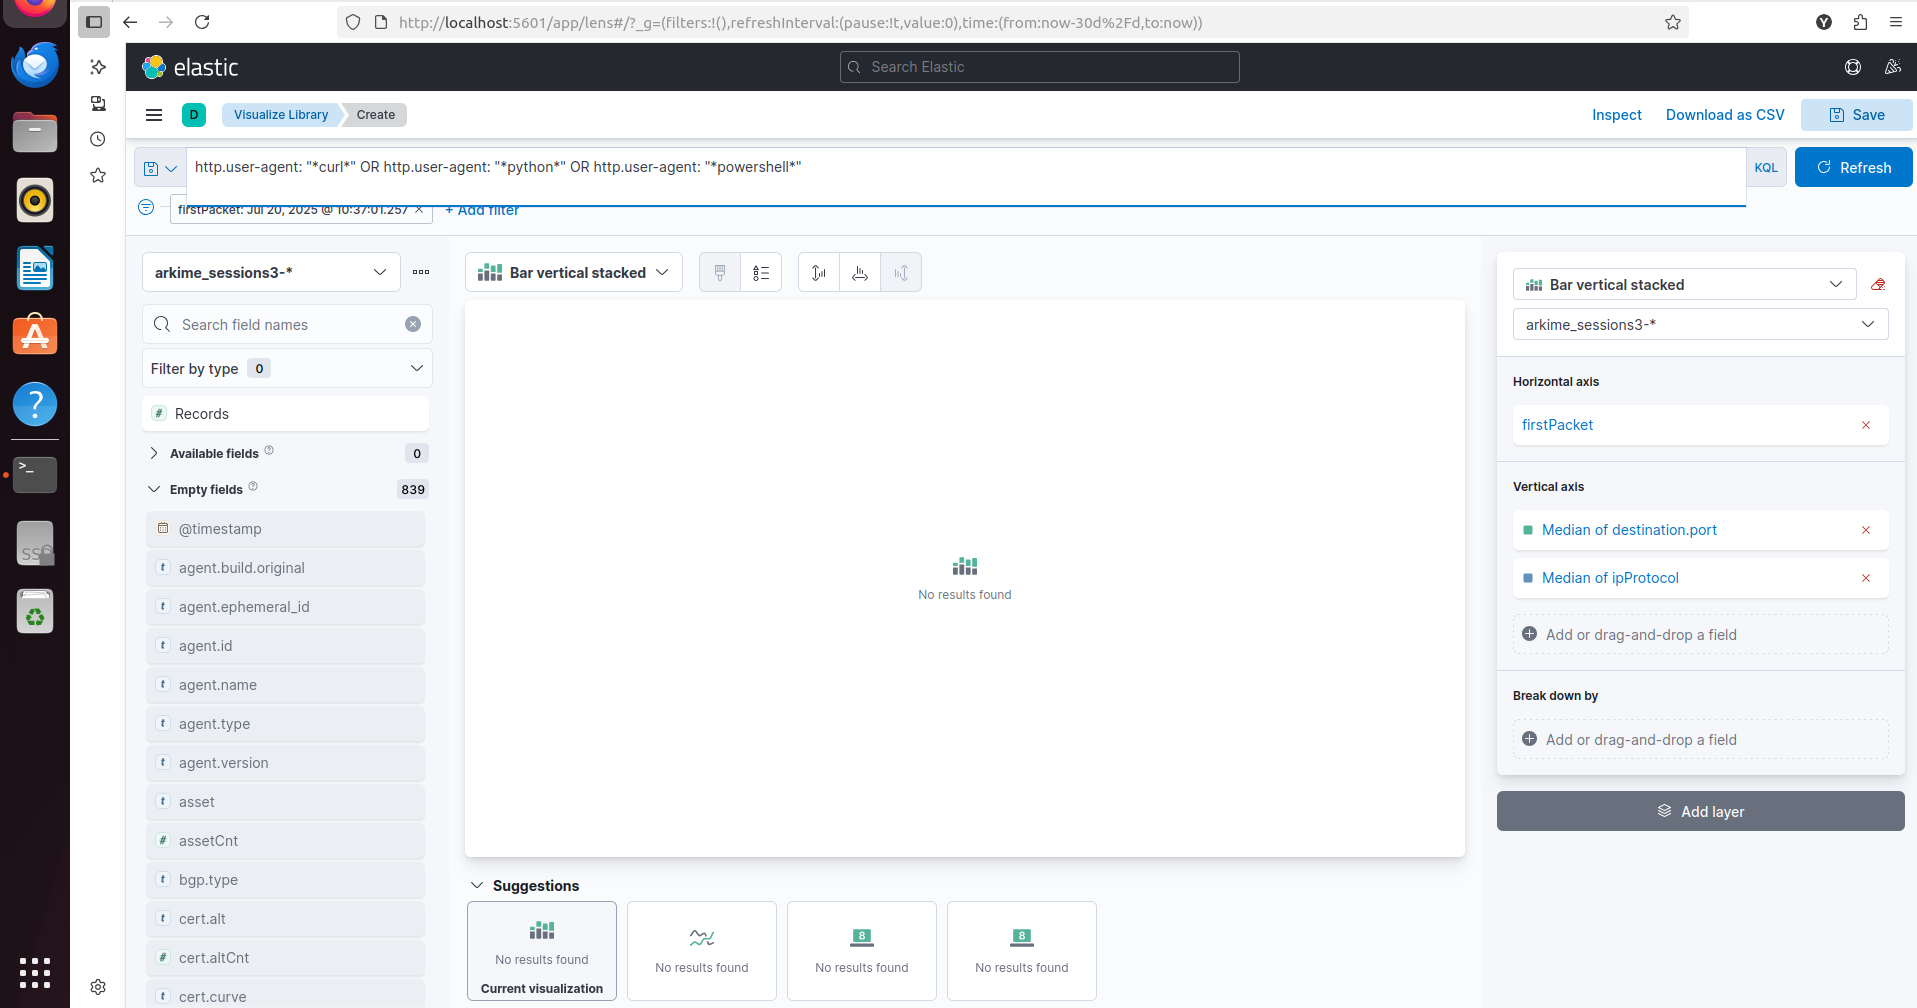 http://localhost:5601/app/lens#/?_g=(filters:!(),refreshInterval:(pause:!t,value:0),time:(from:now-30d%2Fd,to:now))
Y
elastic
Search Elastic
D
Visualize Library
Create
Inspect
Download as CSV
Save
http.user-agent: "*curl*" OR http.user-agent: "*python*" OR http.user-agent: "*powershell*"
KQL
Refresh
firstPacket: Jul 20, 2025 @ 10:37:01.257 ×
+ Add filter
arkime_sessions3-*
Search field names
Filter by type 0
# Records
Available fields 0
Empty fields 839
@timestamp
t agent.build.original
t agent.ephemeral_id
t agent.id
t agent.name
t agent.type
t agent.version
t asset
# assetCnt
t bgp.type
t cert.alt
# cert.altCnt
t cert.curve
Bar vertical stacked
No results found
Suggestions
No results found
Current visualization
No results found
8
No results found
8
No results found
Bar vertical stacked
arkime_sessions3-*
Horizontal axis
firstPacket
Vertical axis
Median of destination.port
Median of ipProtocol
Add or drag-and-drop a field
Break down by
Add or drag-and-drop a field
Add layer
>_
SSD
?